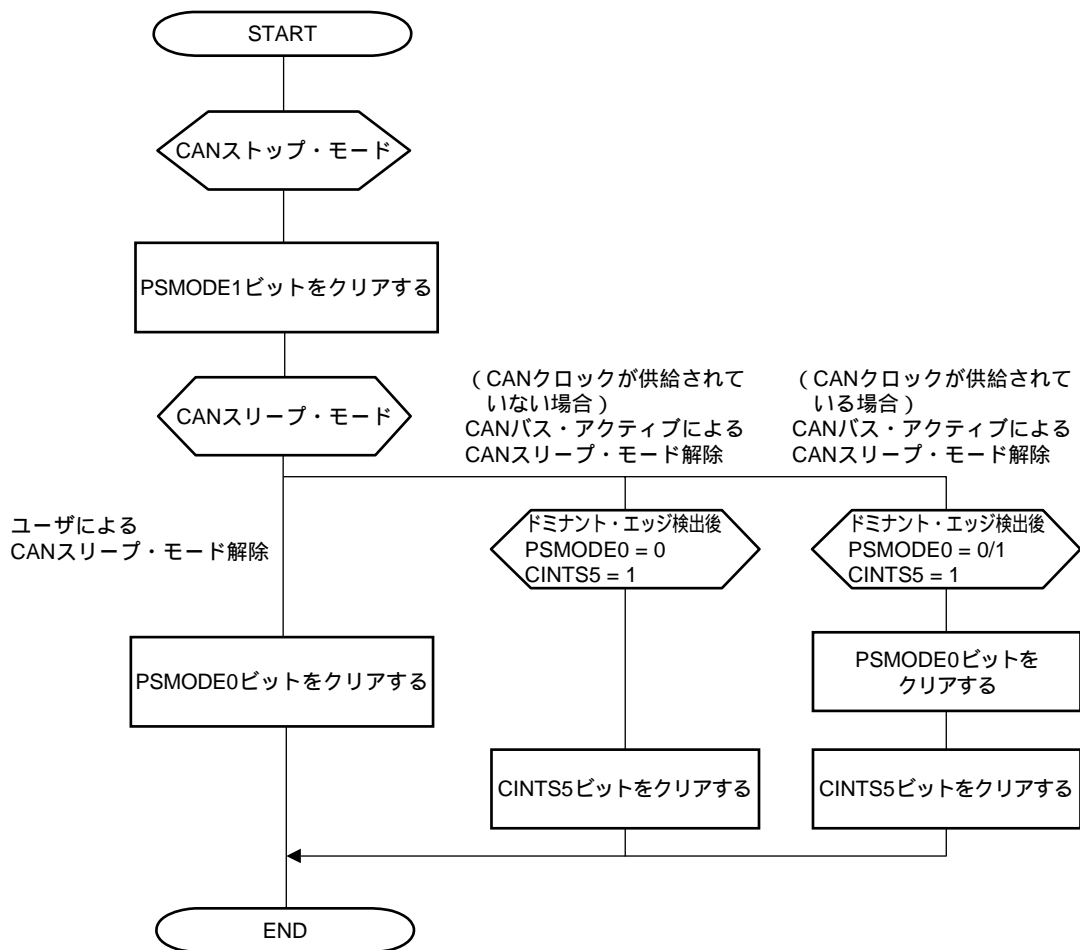 START
CANストップ・モード
PSMODE1ビットをクリアする
CANスリープ・モード
（CANクロックが供給されて
いない場合）
CANバス・アクティブによる
CANスリープ・モード解除
（CANクロックが供給されて
いる場合）
CANバス・アクティブによる
CANスリープ・モード解除
ユーザによる
CANスリープ・モード解除
ドミナント・エッジ検出後
PSMODE0 = 0
CINTS5 = 1
ドミナント・エッジ検出後
PSMODE0 = 0/1
CINTS5 = 1
PSMODE0ビットをクリアする
PSMODE0ビットを
クリアする
CINTS5ビットをクリアする
CINTS5ビットをクリアする
END